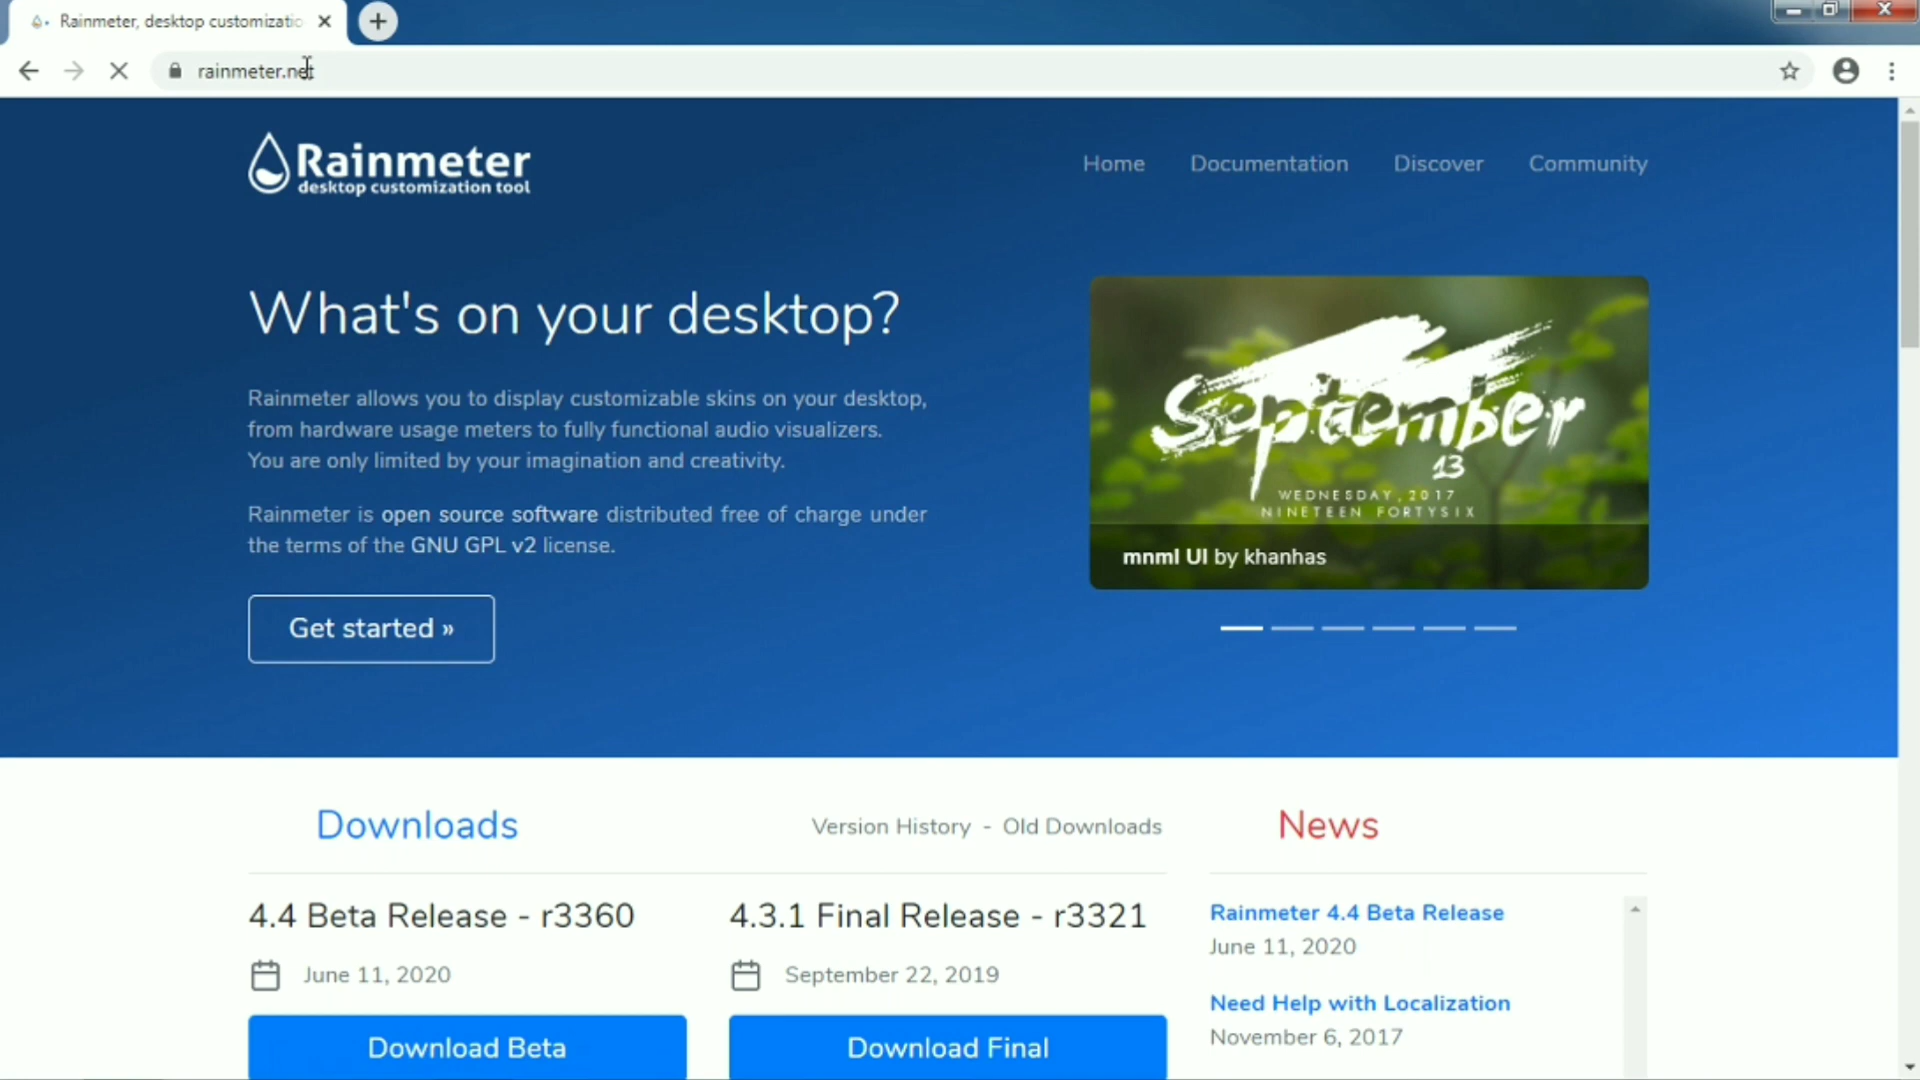 Rainmeter, desktop customizatio
rainmeter.net
Rainmeter
desktop customization tool
Home Documentation Discover Community
What's on your desktop?
Rainmeter allows you to display customizable skins on your desktop,
from hardware usage meters to fully functional audio visualizers.
You are only limited by your imagination and creativity.
Rainmeter is open source software distributed free of charge under
the terms of the GNU GPL v2 license.
Get started »
September
13
WEDNESDAY, 2017
NINETEEN FORTYSIX
mnml UI by khanhas
Downloads
Version History - Old Downloads
4.4 Beta Release - r3360
June 11, 2020
Download Beta
4.3.1 Final Release - r3321
September 22, 2019
Download Final
News
Rainmeter 4.4 Beta Release
June 11, 2020
Need Help with Localization
November 6, 2017